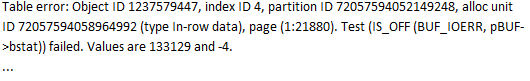 Table error: Object ID 1237579447, index ID 4, partition ID 72057594052149248, alloc unit
ID 72057594058964992 (type In-row data), page (1:21880). Test (IS_OFF (BUF_IOERR, pBUF-
>bstat)) failed. Values are 133129 and -4.
...